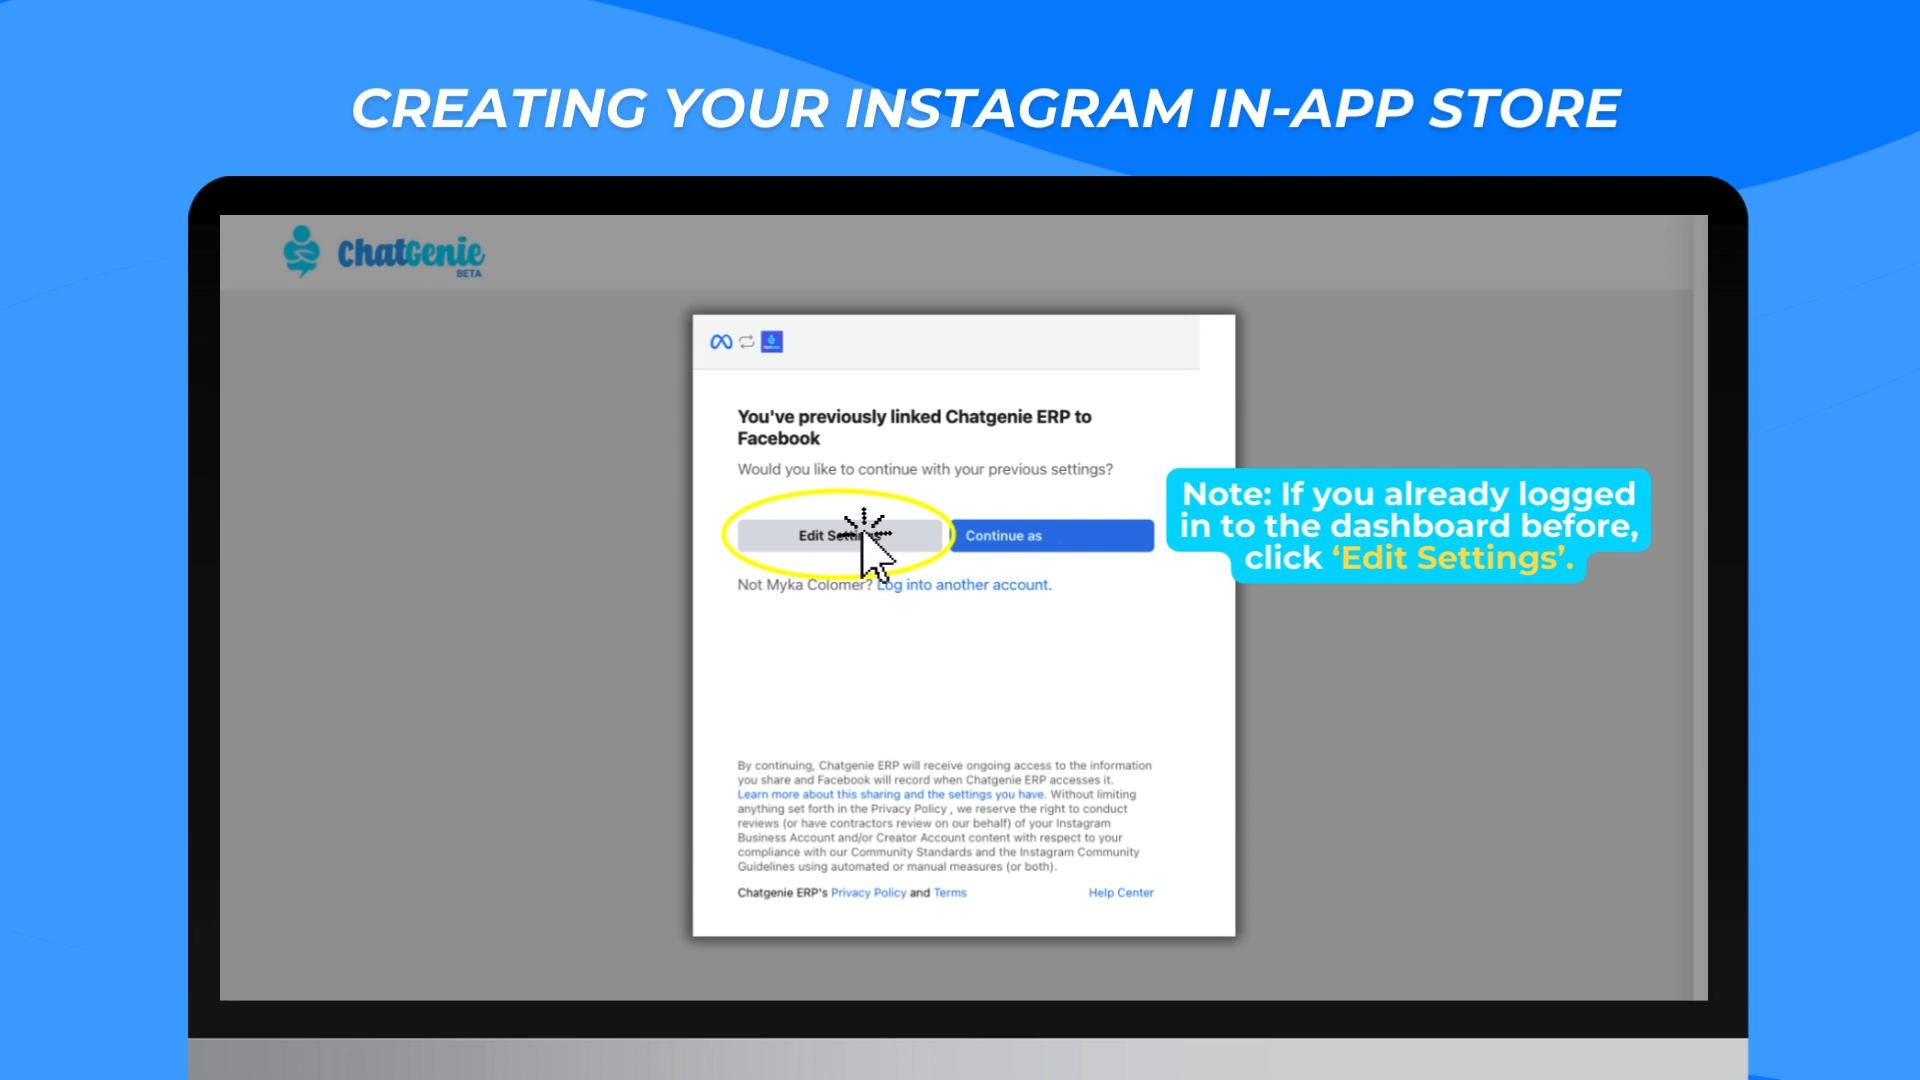 CREATING YOUR INSTAGRAM IN-APP STORE
ChatGenie
BETA
You've previously linked Chatgenie ERP to
Facebook
Would you like to continue with your previous settings?
Edit Settings
Continue as
Note: If you already logged
in to the dashboard before,
click ‘Edit Settings’.
Not Myka Colomer? Log into another account.
By continuing, Chatgenie ERP will receive ongoing access to the information
you share and Facebook will record when Chatgenie ERP accesses it.
Learn more about this sharing and the settings you have. Without limiting
anything set forth in the Privacy Policy , we reserve the right to conduct
reviews (or have contractors review on our behalf) of your Instagram
Business Account and/or Creator Account content with respect to your
compliance with our Community Standards and the Instagram Community
Guidelines using automated or manual measures (or both).
Chatgenie ERP's Privacy Policy and Terms
Help Center